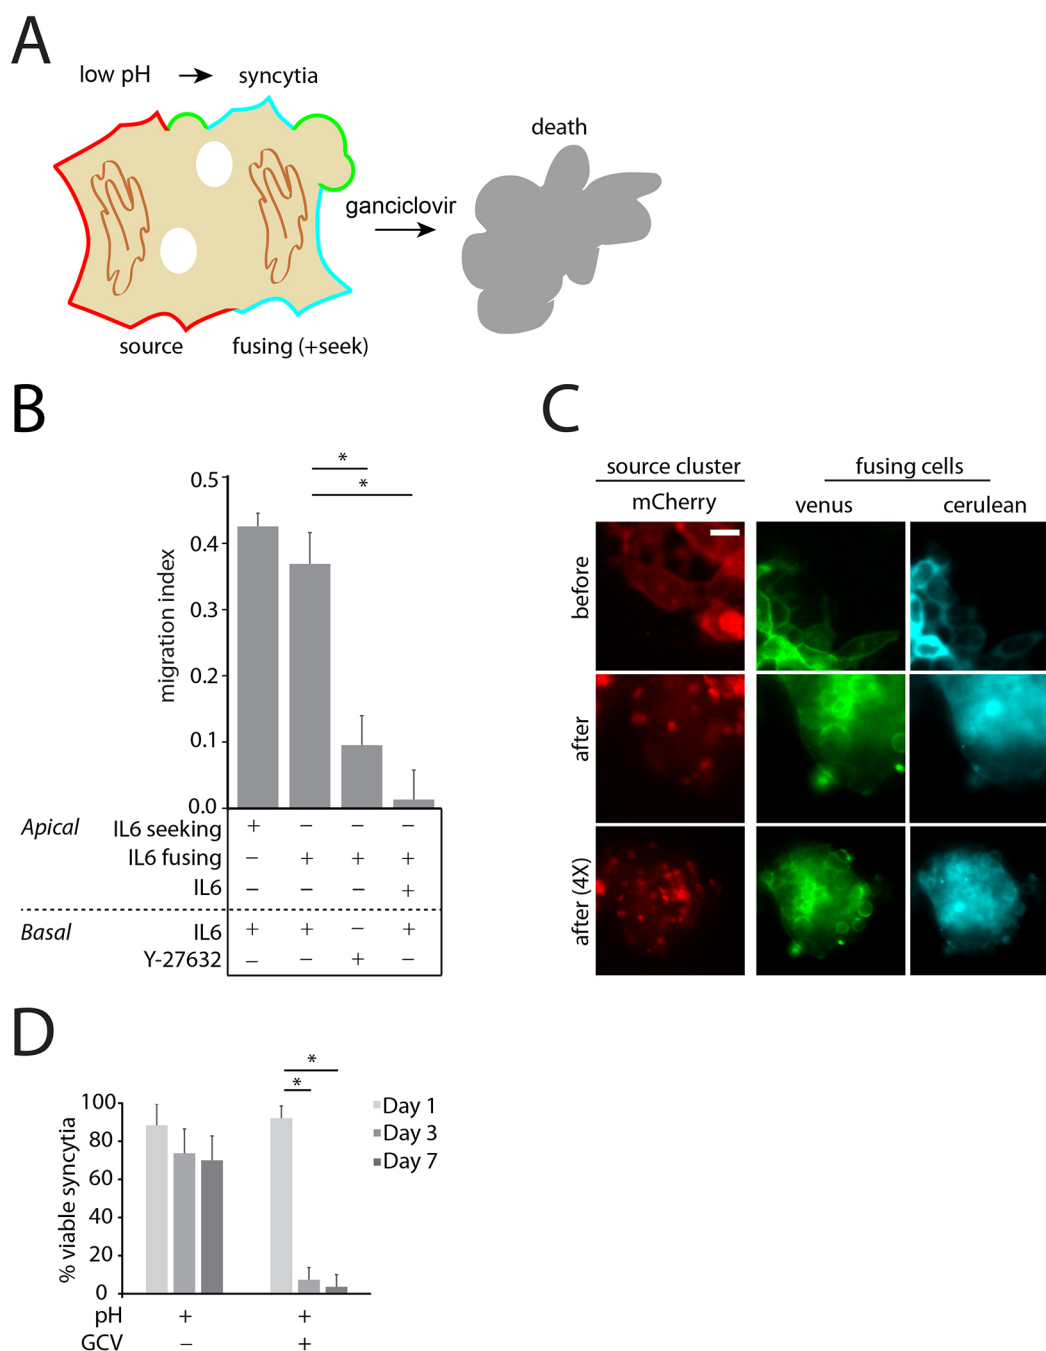 A
low pH → syncytia
death
ganciclovir
source fusing (+seek)
B
migration index
* 
*
0.5
0.4
0.3
0.2
0.1
0.0
Apical IL6 seeking + – – –
IL6 fusing – + + +
IL6 – – – +
Basal IL6 + + – +
Y-27632 – – + –
C
source cluster fusing cells
mCherry venus cerulean
before
after
after (4X)
D
% viable syncytia
100
80
60
40
20
0
*
*
Day 1
Day 3
Day 7
pH + +
GCV – +